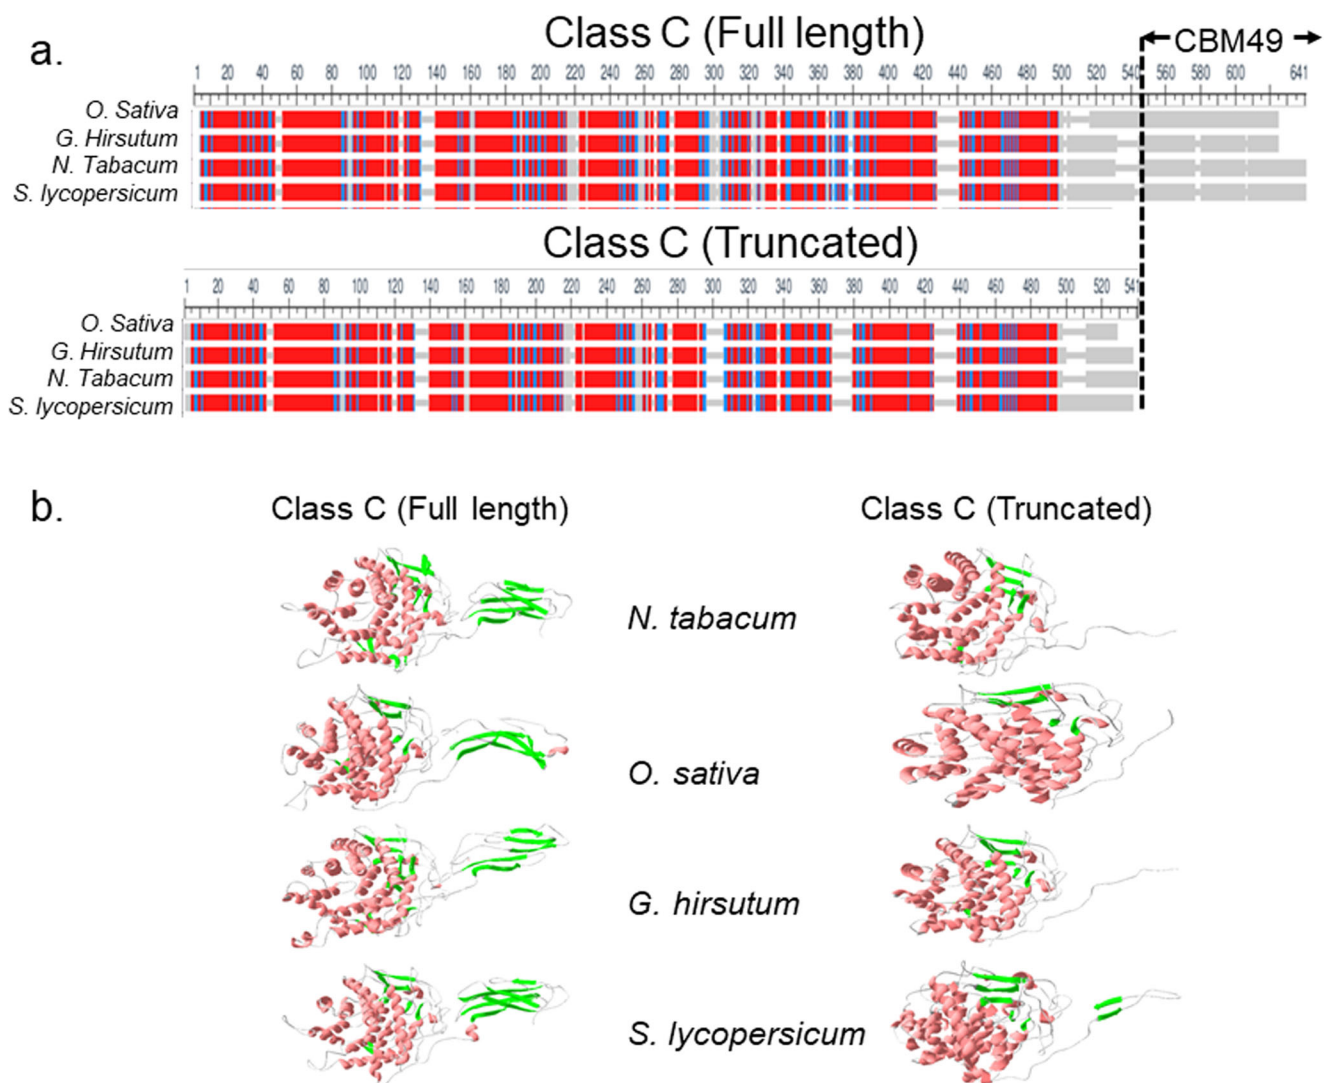 a.
Class C (Full length)
CBM49
1 20 40 60 80 100 120 140 160 180 200 220 240 260 280 300 320 340 360 380 400 420 440 460 480 500 520 540 560 580 600 641
O. Sativa
G. Hirsutum
N. Tabacum
S. lycopersicum
Class C (Truncated)
1 20 40 60 80 100 120 140 160 180 200 220 240 260 280 300 320 340 360 380 400 420 440 460 480 500 520 541
O. Sativa
G. Hirsutum
N. Tabacum
S. lycopersicum
b.
Class C (Full length) Class C (Truncated)
N. tabacum
O. sativa
G. hirsutum
S. lycopersicum